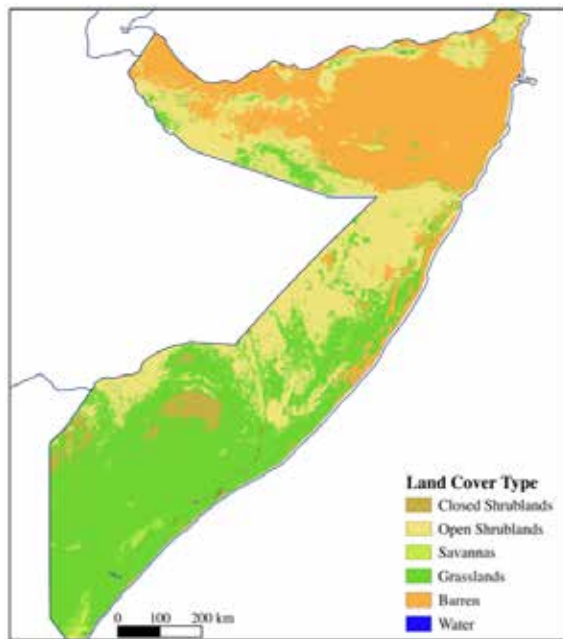 Land Cover Type
Closed Shrublands
Open Shrublands
Savannas
Grasslands
Barren
Water
0 100 200 km